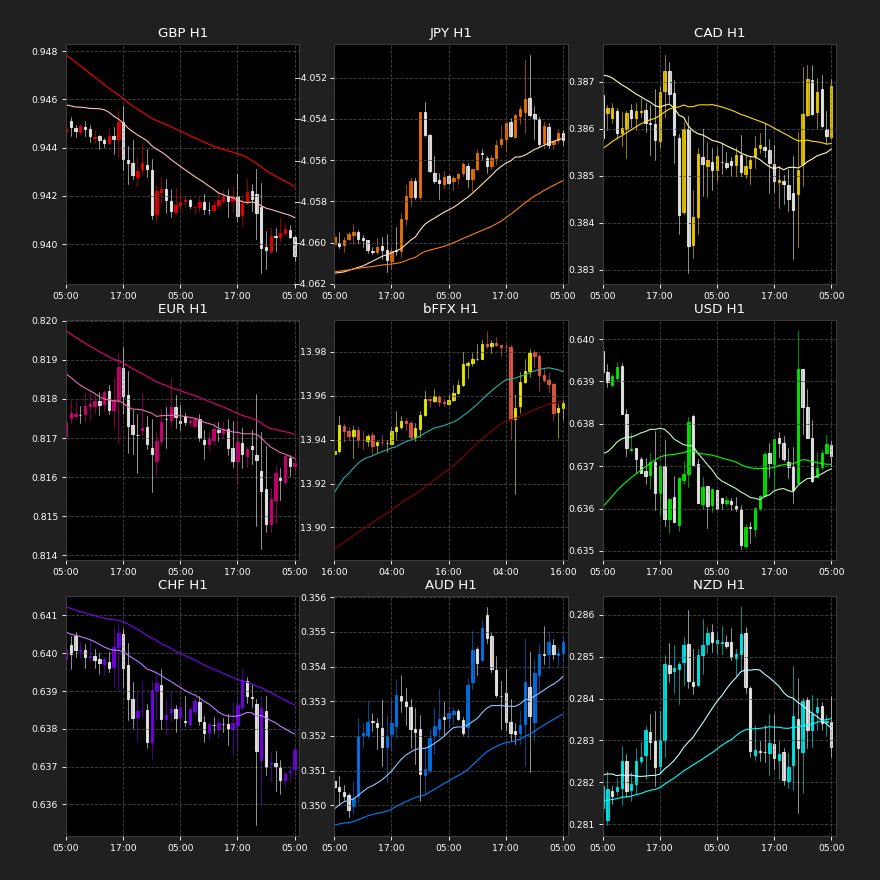 GBP H1
0.948
0.946
0.944
0.942
0.940
05:00 17:00 05:00 17:00 05:00
JPY H1
−4.052
−4.054
−4.056
−4.058
−4.060
−4.062
05:00 17:00 05:00 17:00 05:00
CAD H1
0.387
0.386
0.385
0.384
0.383
05:00 17:00 05:00 17:00 05:00
EUR H1
0.820
0.819
0.818
0.817
0.816
0.815
0.814
05:00 17:00 05:00 17:00 05:00
bFFX H1
13.98
13.96
13.94
13.92
13.90
16:00 04:00 16:00 04:00 16:00
USD H1
0.640
0.639
0.638
0.637
0.636
0.635
05:00 17:00 05:00 17:00 05:00
CHF H1
0.641
0.640
0.639
0.638
0.637
0.636
05:00 17:00 05:00 17:00 05:00
AUD H1
0.356
0.355
0.354
0.353
0.352
0.351
0.350
05:00 17:00 05:00 17:00 05:00
NZD H1
0.286
0.285
0.284
0.283
0.282
0.281
05:00 17:00 05:00 17:00 05:00